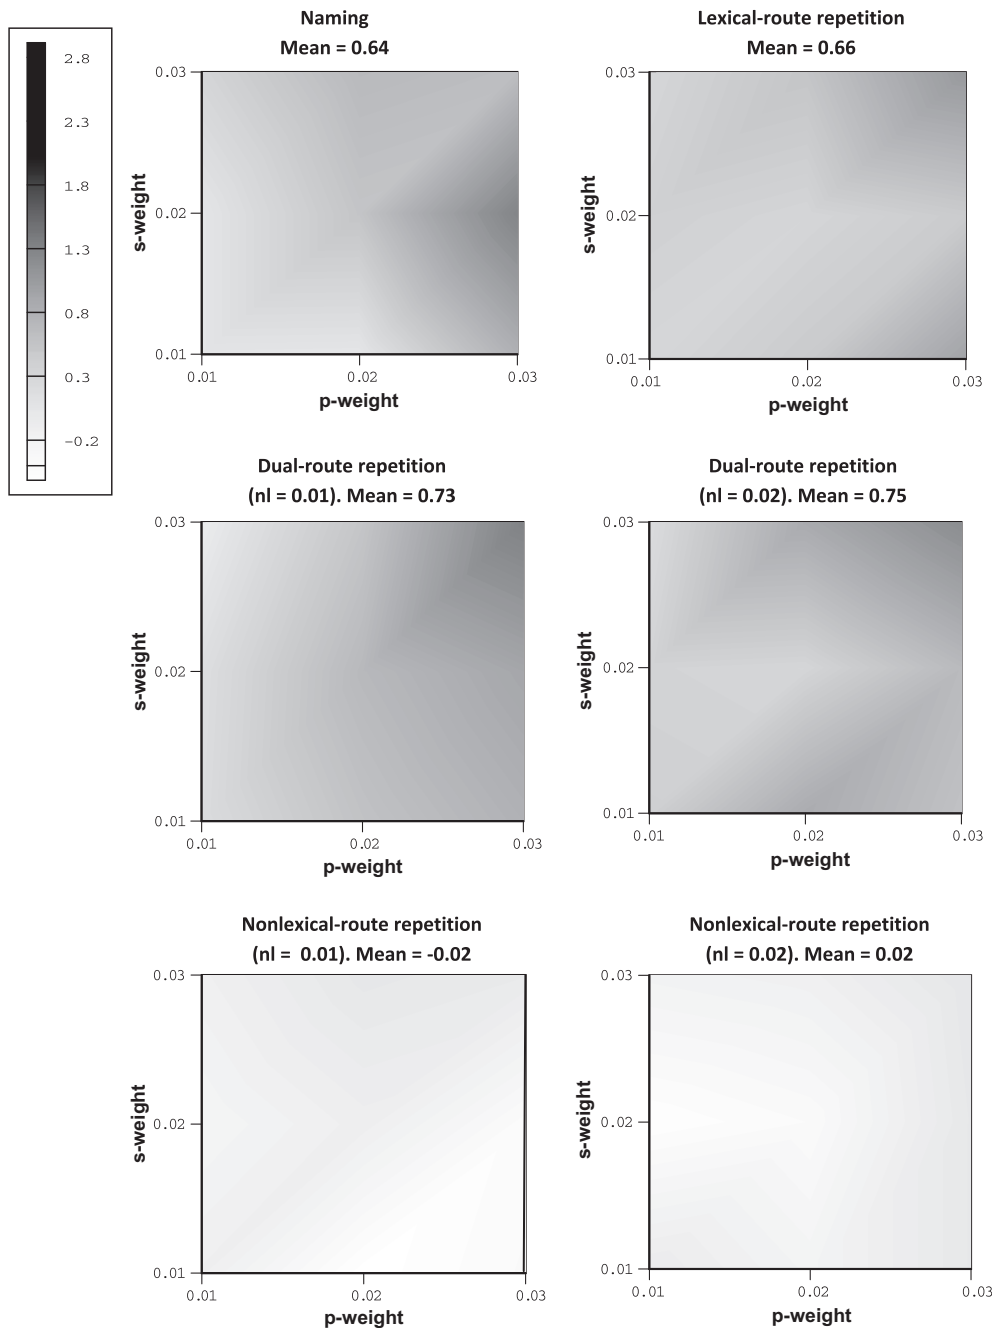 2.8
2.3
1.8
1.3
0.8
0.3
-0.2
Naming
Mean = 0.64
0.03
0.02
0.01
s-weight
0.01 0.02 0.03
p-weight
Lexical-route repetition
Mean = 0.66
0.03
0.02
0.01
s-weight
0.01 0.02 0.03
p-weight
Dual-route repetition
(nl = 0.01). Mean = 0.73
0.03
0.02
0.01
s-weight
0.01 0.02 0.03
p-weight
Dual-route repetition
(nl = 0.02). Mean = 0.75
0.03
0.02
0.01
s-weight
0.01 0.02 0.03
p-weight
Nonlexical-route repetition
(nl = 0.01). Mean = -0.02
0.03
0.02
0.01
s-weight
0.01 0.02 0.03
p-weight
Nonlexical-route repetition
(nl = 0.02). Mean = 0.02
0.03
0.02
0.01
s-weight
0.01 0.02 0.03
p-weight